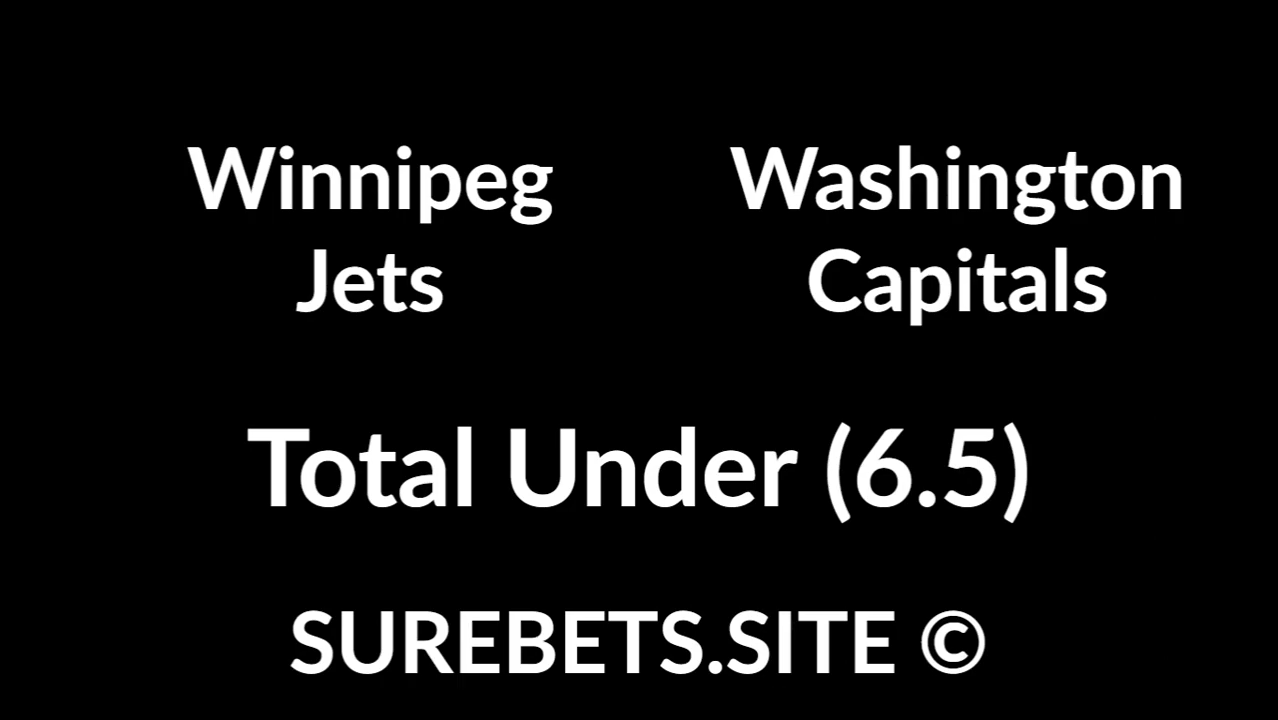 Winnipeg
Jets
Washington
Capitals
Total Under (6.5)
SUREBETS.SITE ©